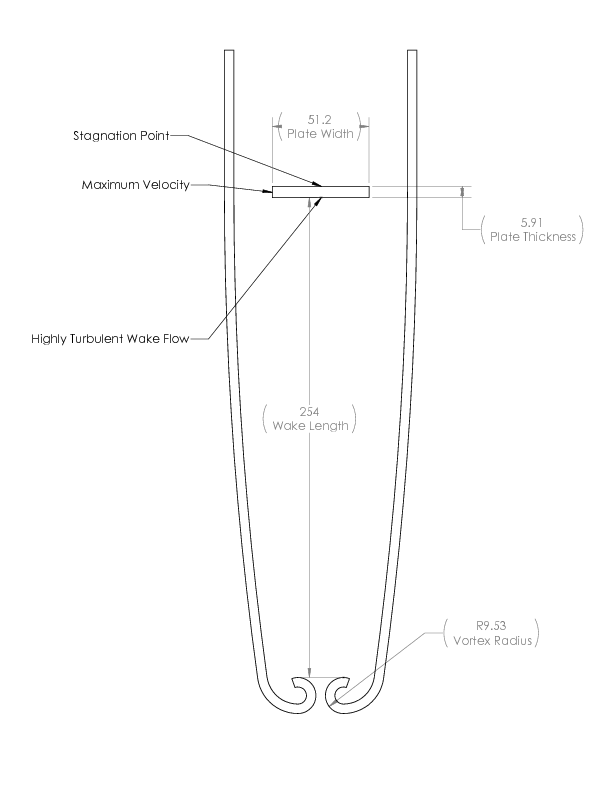 51.2
Plate Width
Stagnation Point
Maximum Velocity
5.91
Plate Thickness
Highly Turbulent Wake Flow
254
Wake Length
R9.53
Vortex Radius